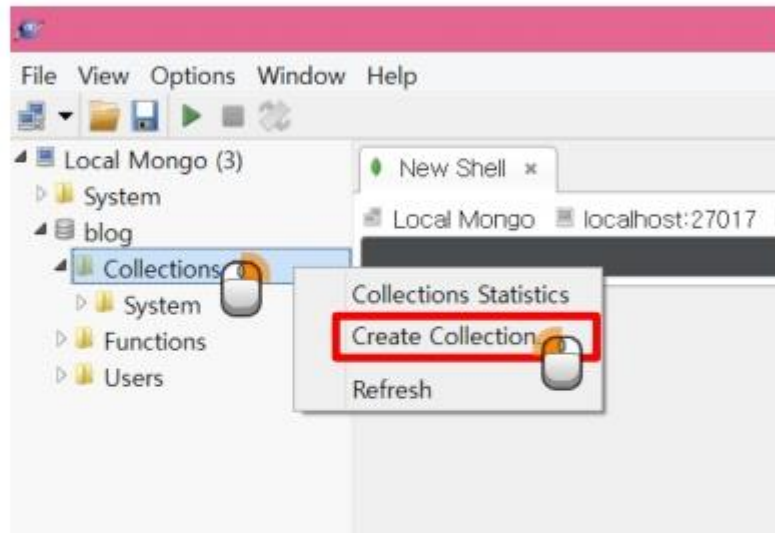 File View Options Window Help
Local Mongo (3)
System
blog
Collections
System
Functions
Users
New Shell
Local Mongo localhost:27017
Collections Statistics
Create Collection
Refresh